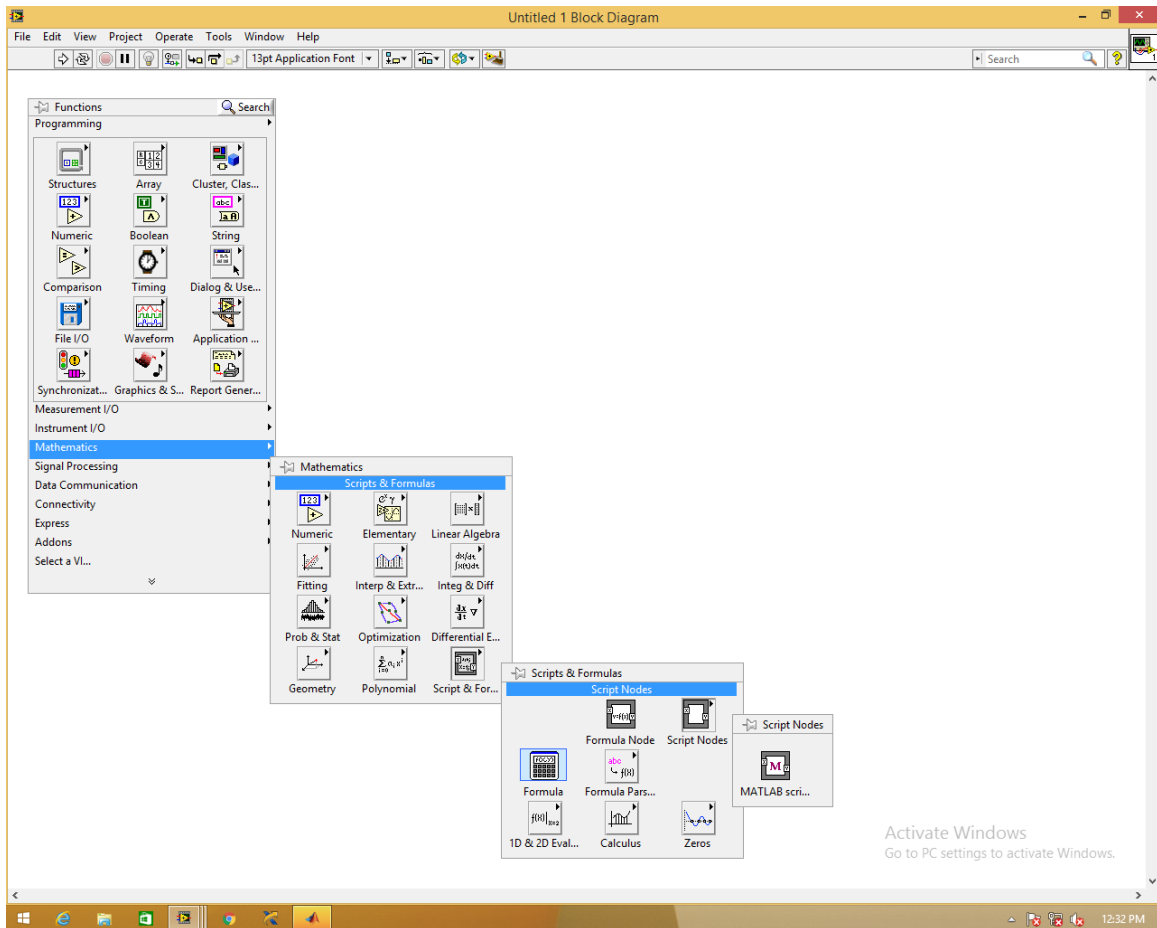 Untitled 1 Block Diagram
File Edit View Project Operate Tools Window Help
13pt Application Font
Search
Functions Search
Programming
Structures Array Cluster, Clas...
Numeric Boolean String
Comparison Timing Dialog & Use...
File I/O Waveform Application ...
Synchronizat... Graphics & S... Report Gener...
Measurement I/O
Instrument I/O
Mathematics
Signal Processing
Data Communication
Connectivity
Express
Addons
Select a VI...
Mathematics
Scripts & Formulas
Numeric Elementary Linear Algebra
Fitting Interp & Extr... Integ & Diff
Prob & Stat Optimization Differential E...
Geometry Polynomial Script & For...
Scripts & Formulas
Script Nodes
Formula Node Script Nodes
Formula Formula Pars...
1D & 2D Eval... Calculus Zeros
Script Nodes
MATLAB scri...
Activate Windows
Go to PC settings to activate Windows.
12:32 PM